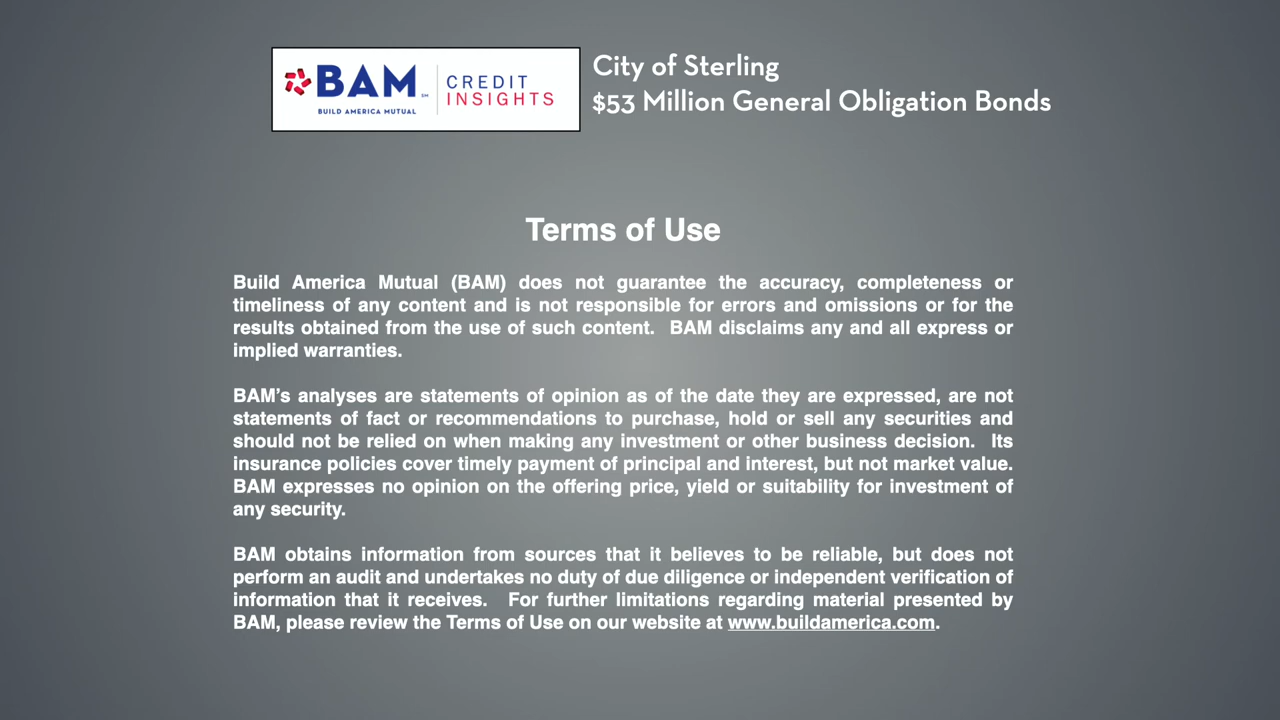 BAM SM
BUILD AMERICA MUTUAL
CREDIT
INSIGHTS
City of Sterling
$53 Million General Obligation Bonds
Terms of Use
Build America Mutual (BAM) does not guarantee the accuracy, completeness or
timeliness of any content and is not responsible for errors and omissions or for the
results obtained from the use of such content.  BAM disclaims any and all express or
implied warranties.
BAM’s analyses are statements of opinion as of the date they are expressed, are not
statements of fact or recommendations to purchase, hold or sell any securities and
should not be relied on when making any investment or other business decision.  Its
insurance policies cover timely payment of principal and interest, but not market value.
BAM expresses no opinion on the offering price, yield or suitability for investment of
any security.
BAM obtains information from sources that it believes to be reliable, but does not
perform an audit and undertakes no duty of due diligence or independent verification of
information that it receives.  For further limitations regarding material presented by
BAM, please review the Terms of Use on our website at www.buildamerica.com.